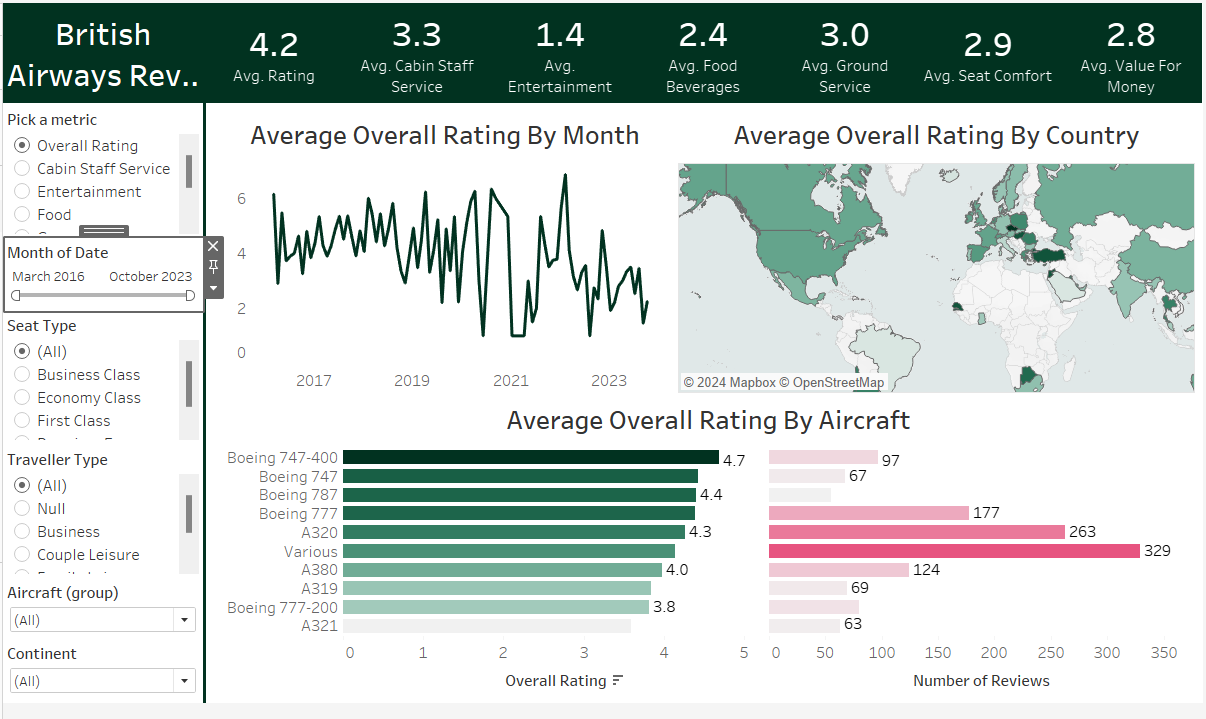 British
Airways Rev..
4.2
Avg. Rating
3.3
Avg. Cabin Staff
Service
1.4
Avg.
Entertainment
2.4
Avg. Food
Beverages
3.0
Avg. Ground
Service
2.9
Avg. Seat Comfort
2.8
Avg. Value For
Money
Pick a metric
Overall Rating
Cabin Staff Service
Entertainment
Food
Month of Date
March 2016 October 2023
Seat Type
(All)
Business Class
Economy Class
First Class
Traveller Type
(All)
Null
Business
Couple Leisure
Aircraft (group)
(All)
Continent
(All)
Average Overall Rating By Month
6
4
2
0
2017 2019 2021 2023
Average Overall Rating By Country
© 2024 Mapbox © OpenStreetMap
Average Overall Rating By Aircraft
Boeing 747-400 4.7 97
Boeing 747 67
Boeing 787 4.4
Boeing 777 177
A320 4.3 263
Various 329
A380 4.0 124
A319 69
Boeing 777-200 3.8
A321 63
0 1 2 3 4 5 0 50 100 150 200 250 300 350
Overall Rating Number of Reviews